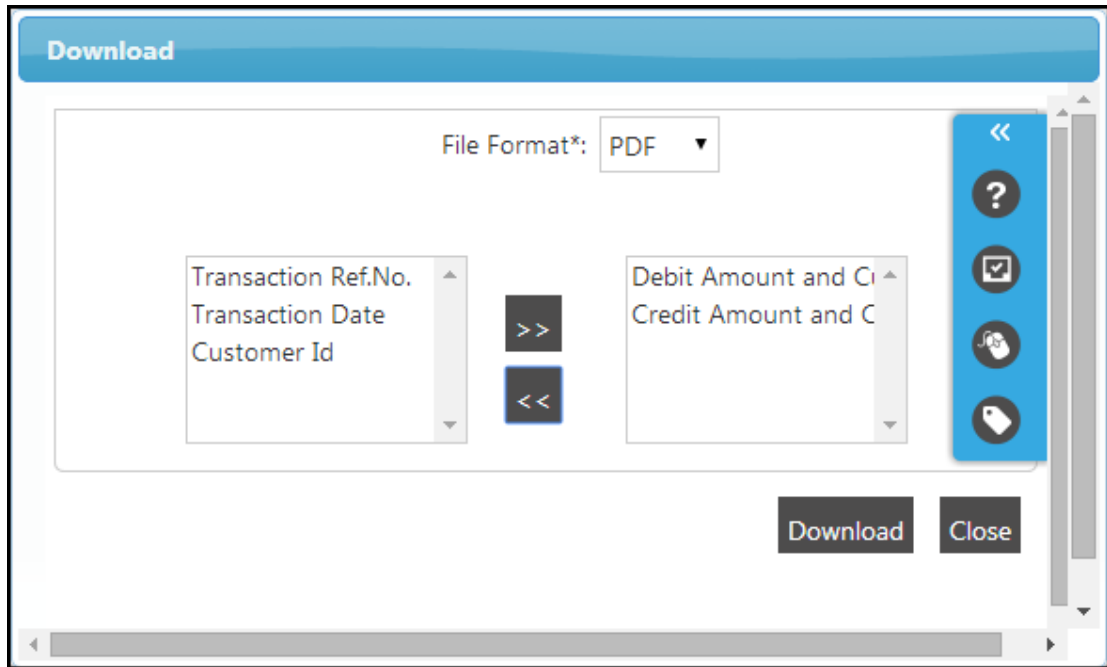 Download
File Format*: PDF
Transaction Ref.No.
Transaction Date
Customer Id
>>
<<
Debit Amount and
Credit Amount and C
Download
Close